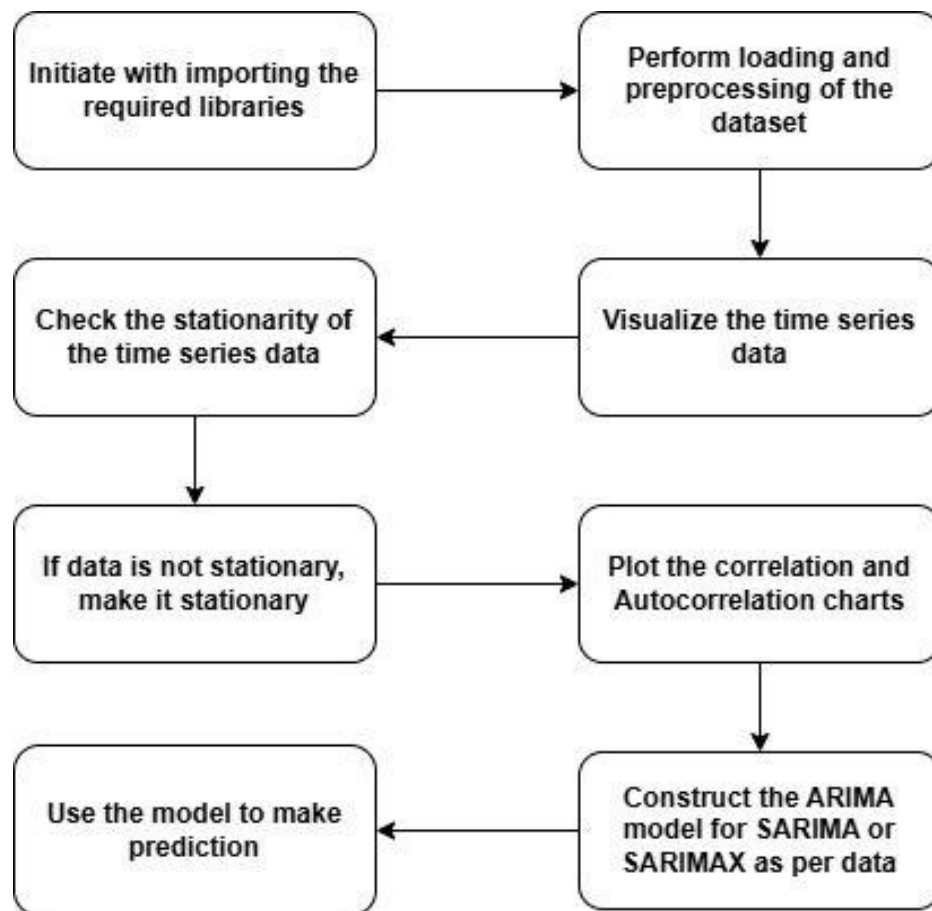 Initiate with importing the
required libraries
Perform loading and
preprocessing of the
dataset
Visualize the time series
data
Check the stationarity of
the time series data
If data is not stationary,
make it stationary
Plot the correlation and
Autocorrelation charts
Construct the ARIMA
model for SARIMA or
SARIMAX as per data
Use the model to make
prediction